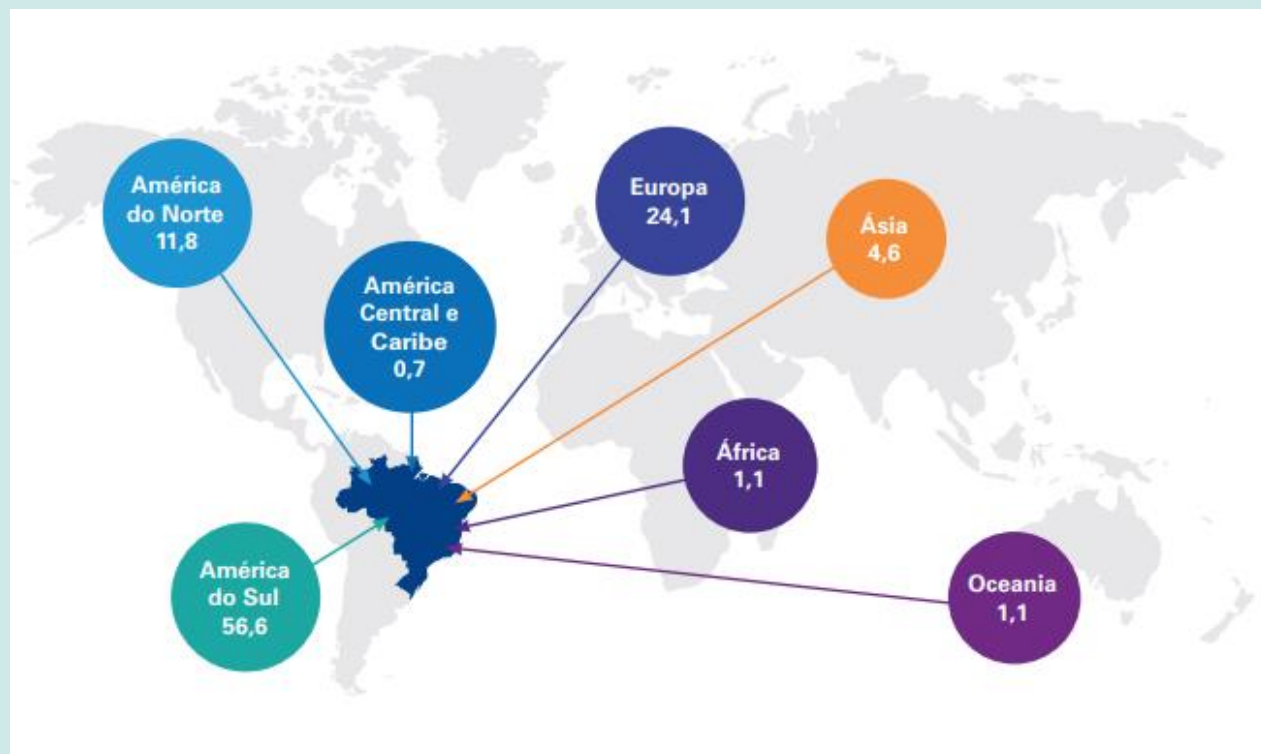 América
do Norte
11,8
América
Central e
Caribe
0,7
Europa
24,1
Ásia
4,6
África
1,1
América
do Sul
56,6
Oceania
1,1